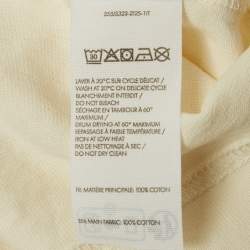 LAVER À 30°C SUR CYCLE DÉLICAT /
WASH AT 30°C ON DELICATE CYCLE
BLANCHIMENT INTERDIT /
DO NOT BLEACH
SÉCHAGE EN TAMBOUR À 60°
MAXIMUM /
DRUM DRYING AT 60° MAXIMUM
REPASSAGE À FAIBLE TEMPÉRATURE
/ IRON AT LOW HEAT
PAS DE NETTOYAGE À SEC /
DO NOT DRY CLEAN
FR: MATIÈRE PRINCIPALE: 100% COTON
EN: MAIN FABRIC: 100% COTTON